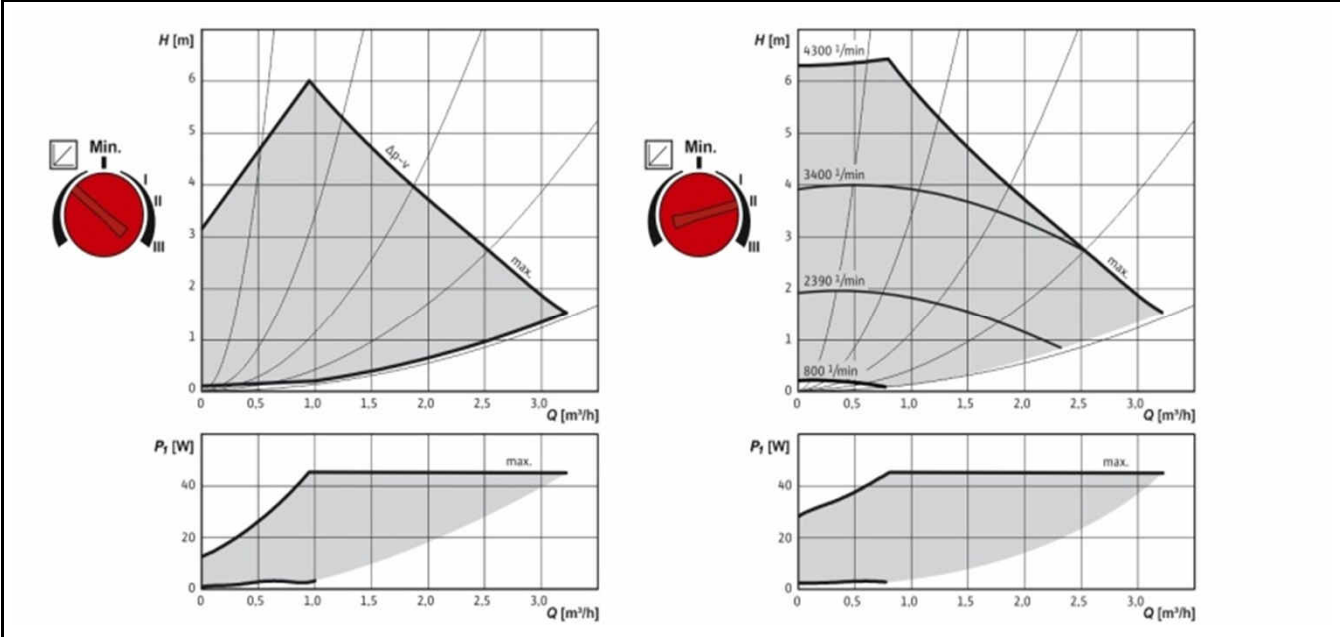 H [m]
6
5
4
3
2
1
0
Δp-v
max.
0 0,5 1,0 1,5 2,0 2,5 3,0
Q [m³/h]
Min.
I
II
III
P₁ [W]
40
20
0
max.
0 0,5 1,0 1,5 2,0 2,5 3,0
Q [m³/h]
H [m]
6
5
4
3
2
1
0
4300 ¹/min
3400 ¹/min
2390 ¹/min
800 ¹/min
max.
0 0,5 1,0 1,5 2,0 2,5 3,0
Q [m³/h]
Min.
I
II
III
P₁ [W]
40
20
0
max.
0 0,5 1,0 1,5 2,0 2,5 3,0
Q [m³/h]